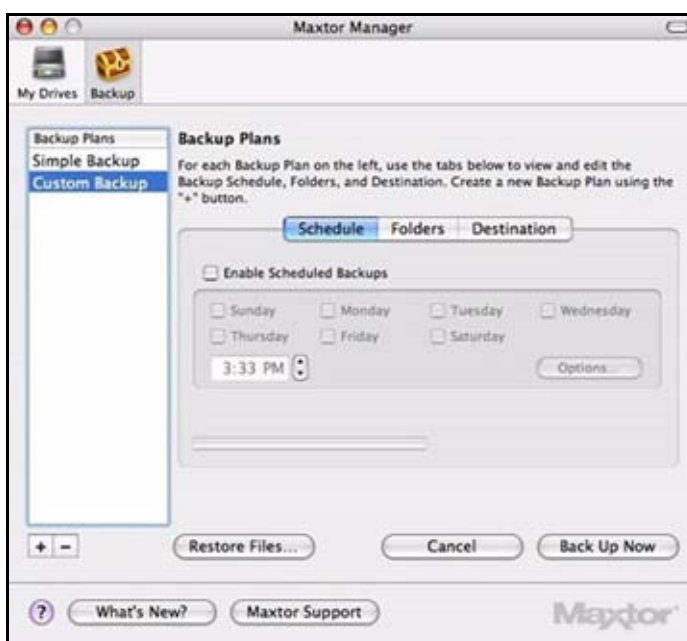 Maxtor Manager
My Drives
Backup
Backup Plans
Simple Backup
Custom Backup
Backup Plans
For each Backup Plan on the left, use the tabs below to view and edit the
Backup Schedule, Folders, and Destination. Create a new Backup Plan using the
"+" button.
Schedule Folders Destination
Enable Scheduled Backups
Sunday Monday Tuesday Wednesday
Thursday Friday Saturday
3:33 PM Options...
+ −
Restore Files... Cancel Back Up Now
? What's New? Maxtor Support Maxtor